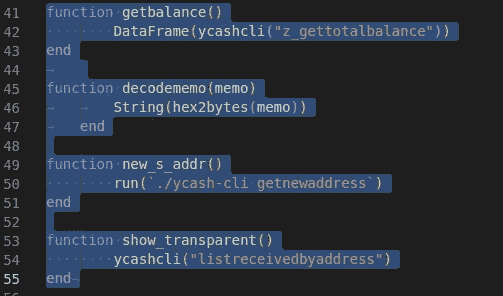 41 function getbalance()
42 DataFrame(ycashcli("z_gettotalbalance"))
43 end
44
45 function decodememo(memo)
46 String(hex2bytes(memo))
47 end
48
49 function new_s_addr()
50 run(`./ycash-cli getnewaddress`)
51 end
52
53 function show_transparent()
54 ycashcli("listreceivedbyaddress")
55 end